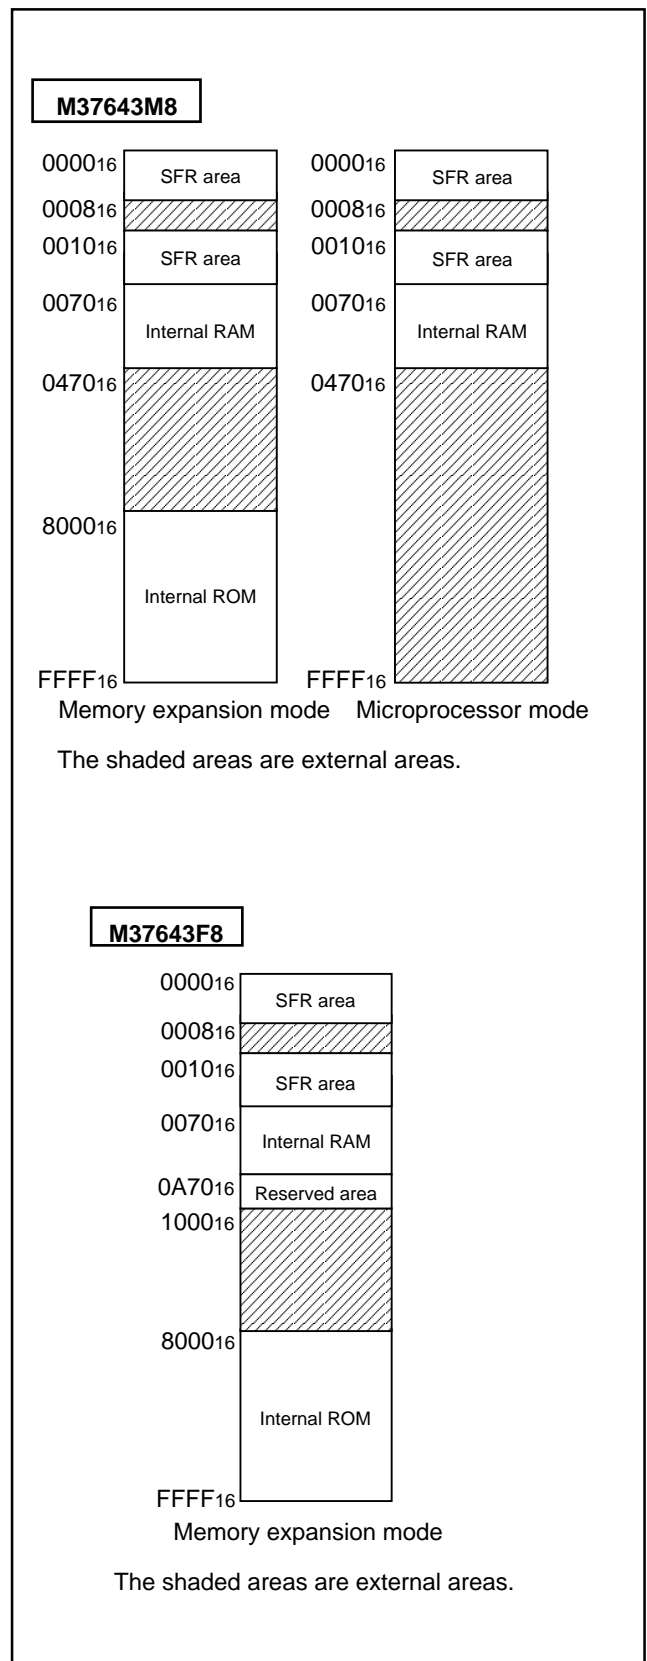 M37643M8
000016 SFR area 000016 SFR area
000816 000816
001016 SFR area 001016 SFR area
007016 Internal RAM 007016 Internal RAM
047016 047016
800016
Internal ROM
FFFF16 FFFF16
Memory expansion mode Microprocessor mode
The shaded areas are external areas.
M37643F8
000016 SFR area
000816
001016 SFR area
007016 Internal RAM
0A7016 Reserved area
100016
800016
Internal ROM
FFFF16
Memory expansion mode
The shaded areas are external areas.